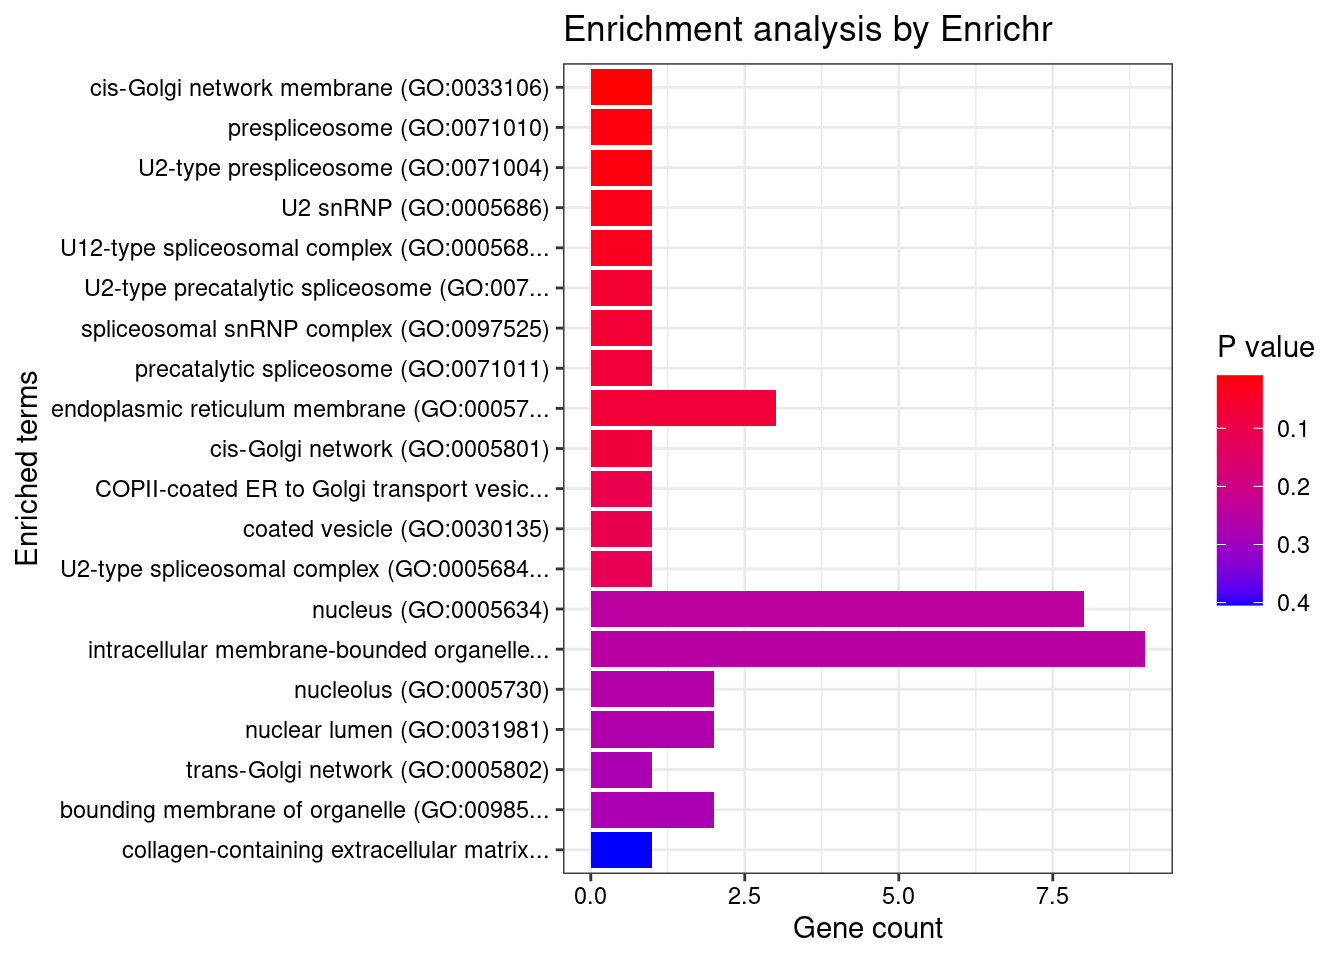 Enrichment analysis by Enrichr
Enriched terms
cis-Golgi network membrane (GO:0033106)
prespliceosome (GO:0071010)
U2-type prespliceosome (GO:0071004)
U2 snRNP (GO:0005686)
U12-type spliceosomal complex (GO:000568...
U2-type precatalytic spliceosome (GO:007...
spliceosomal snRNP complex (GO:0097525)
precatalytic spliceosome (GO:0071011)
endoplasmic reticulum membrane (GO:00057...
cis-Golgi network (GO:0005801)
COPII-coated ER to Golgi transport vesic...
coated vesicle (GO:0030135)
U2-type spliceosomal complex (GO:0005684...
nucleus (GO:0005634)
intracellular membrane-bounded organelle...
nucleolus (GO:0005730)
nuclear lumen (GO:0031981)
trans-Golgi network (GO:0005802)
bounding membrane of organelle (GO:00985...
collagen-containing extracellular matrix...
0.0 2.5 5.0 7.5
Gene count
P value
0.1
0.2
0.3
0.4